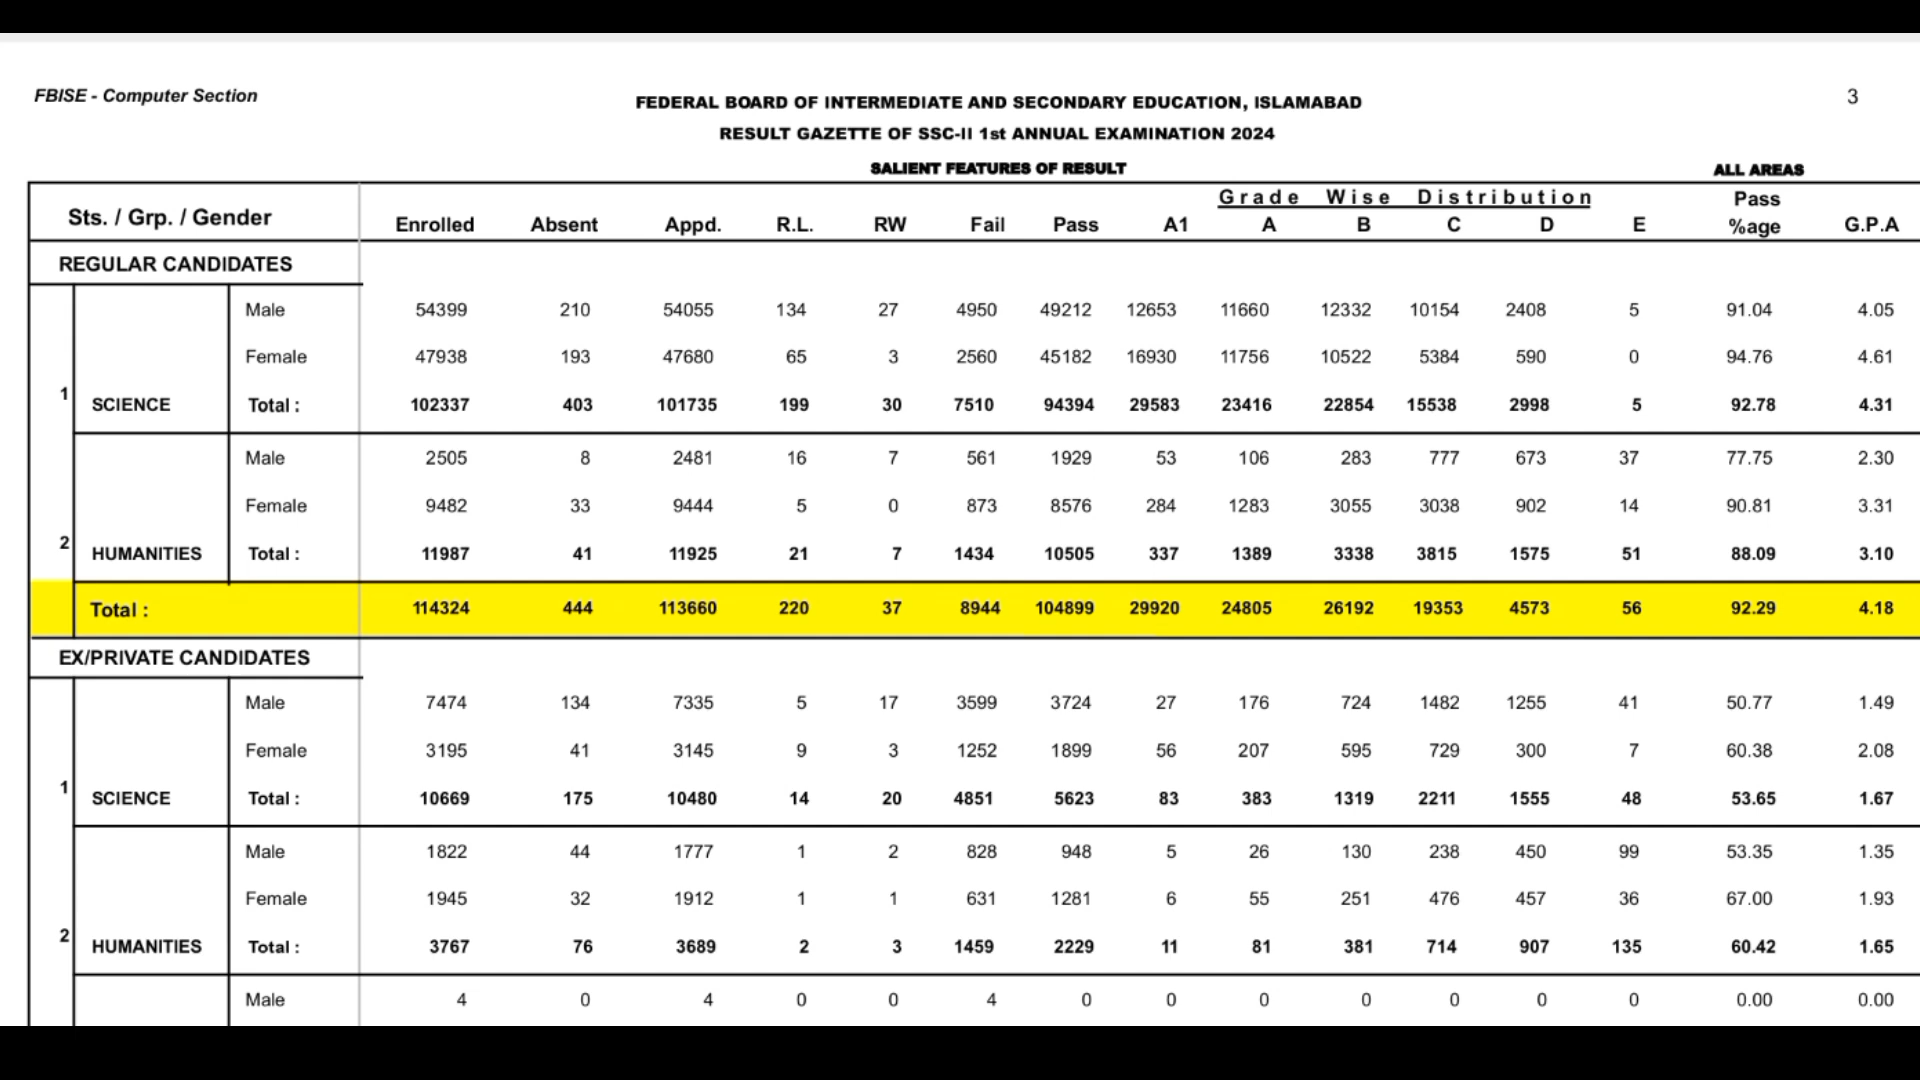 FBISE - Computer Section
3
FEDERAL BOARD OF INTERMEDIATE AND SECONDARY EDUCATION, ISLAMABAD
RESULT GAZETTE OF SSC-II 1st ANNUAL EXAMINATION 2024
SALIENT FEATURES OF RESULT ALL AREAS
Grade Wise Distribution Pass
Sts. / Grp. / Gender Enrolled Absent Appd. R.L. RW Fail Pass A1 A B C D E %age G.P.A
REGULAR CANDIDATES
Male 54399 210 54055 134 27 4950 49212 12653 11660 12332 10154 2408 5 91.04 4.05
Female 47938 193 47680 65 3 2560 45182 16930 11756 10522 5384 590 0 94.76 4.61
1 SCIENCE Total : 102337 403 101735 199 30 7510 94394 29583 23416 22854 15538 2998 5 92.78 4.31
Male 2505 8 2481 16 7 561 1929 53 106 283 777 673 37 77.75 2.30
Female 9482 33 9444 5 0 873 8576 284 1283 3055 3038 902 14 90.81 3.31
2 HUMANITIES Total : 11987 41 11925 21 7 1434 10505 337 1389 3338 3815 1575 51 88.09 3.10
Total : 114324 444 113660 220 37 8944 104899 29920 24805 26192 19353 4573 56 92.29 4.18
EX/PRIVATE CANDIDATES
Male 7474 134 7335 5 17 3599 3724 27 176 724 1482 1255 41 50.77 1.49
Female 3195 41 3145 9 3 1252 1899 56 207 595 729 300 7 60.38 2.08
1 SCIENCE Total : 10669 175 10480 14 20 4851 5623 83 383 1319 2211 1555 48 53.65 1.67
Male 1822 44 1777 1 2 828 948 5 26 130 238 450 99 53.35 1.35
Female 1945 32 1912 1 1 631 1281 6 55 251 476 457 36 67.00 1.93
2 HUMANITIES Total : 3767 76 3689 2 3 1459 2229 11 81 381 714 907 135 60.42 1.65
Male 4 0 4 0 0 4 0 0 0 0 0 0 0 0.00 0.00